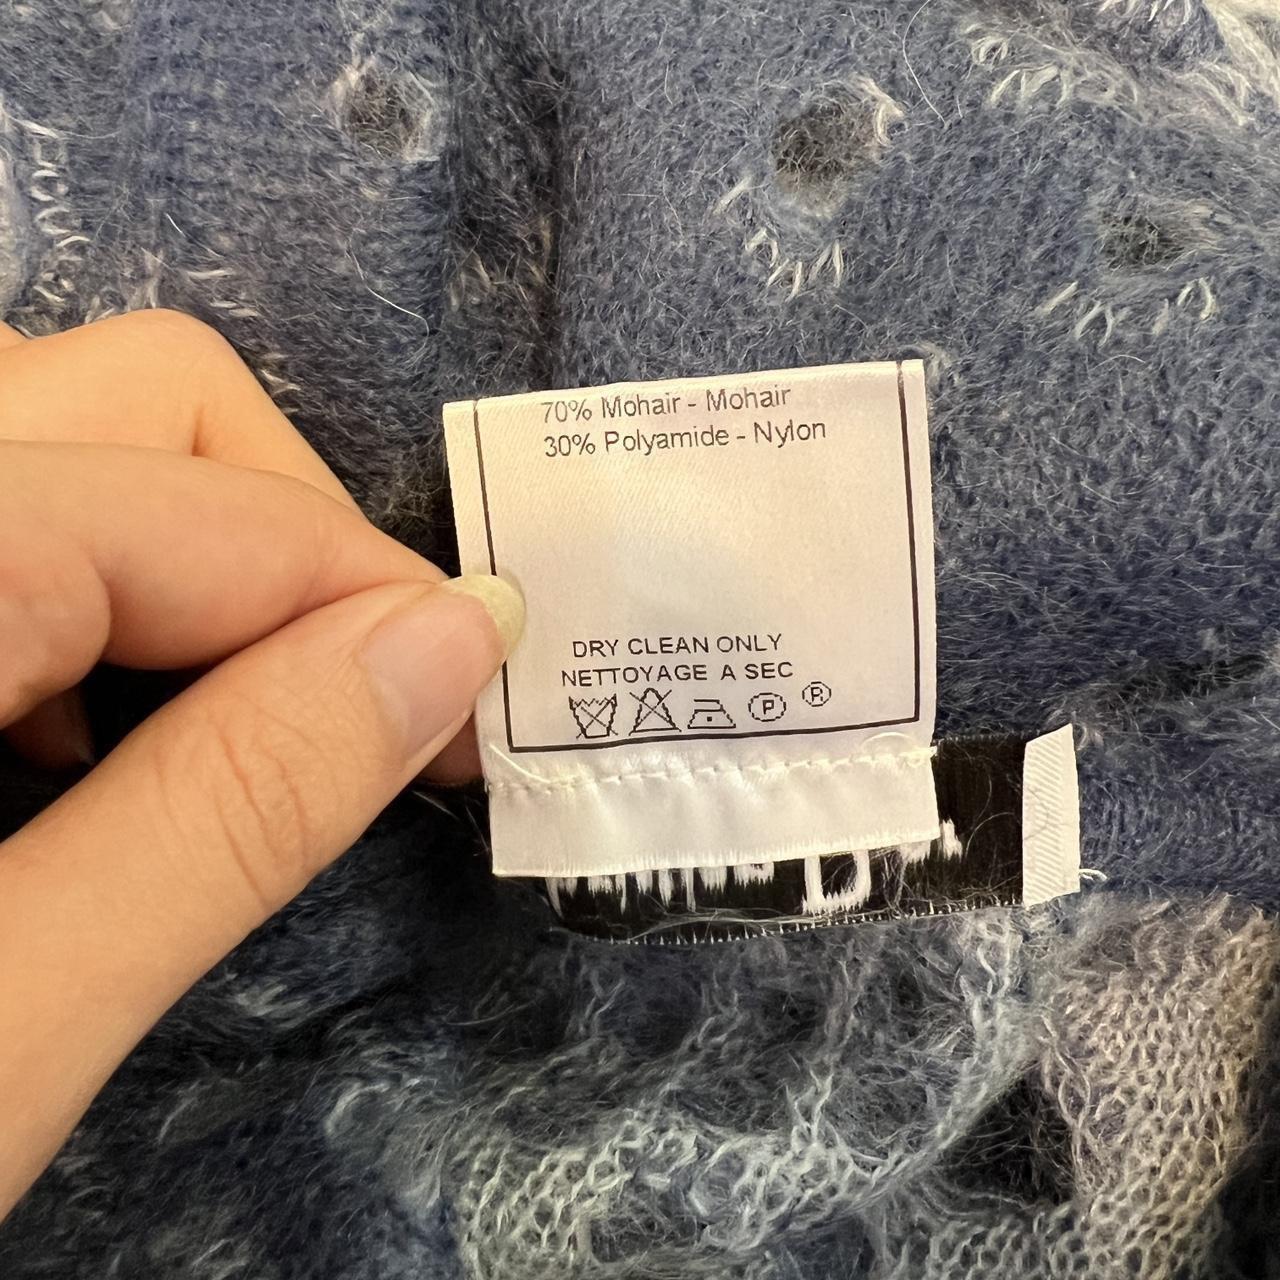 70% Mohair - Mohair
30% Polyamide - Nylon
DRY CLEAN ONLY
NETTOYAGE A SEC
P ®